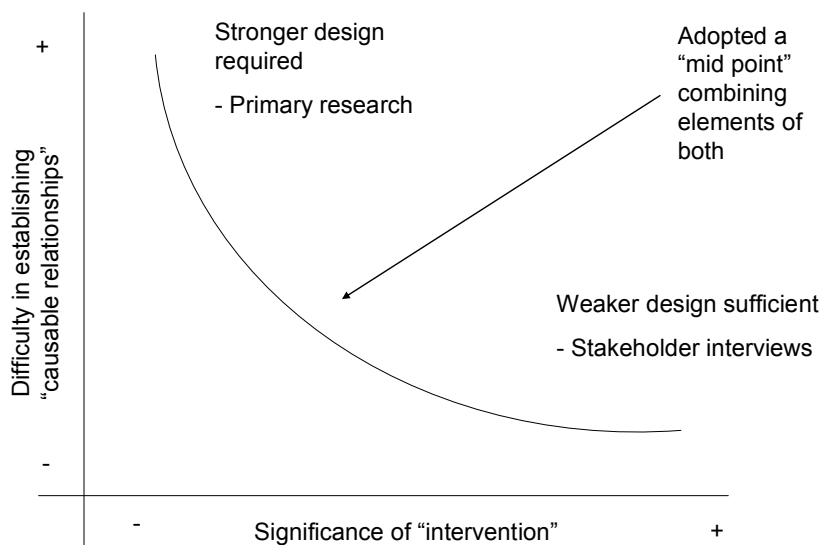 +
Stronger design
required
- Primary research
Adopted a
“mid point”
combining
elements of
both
Difficulty in establishing
“causable relationships”
Weaker design sufficient
- Stakeholder interviews
-
-
Significance of “intervention”
+